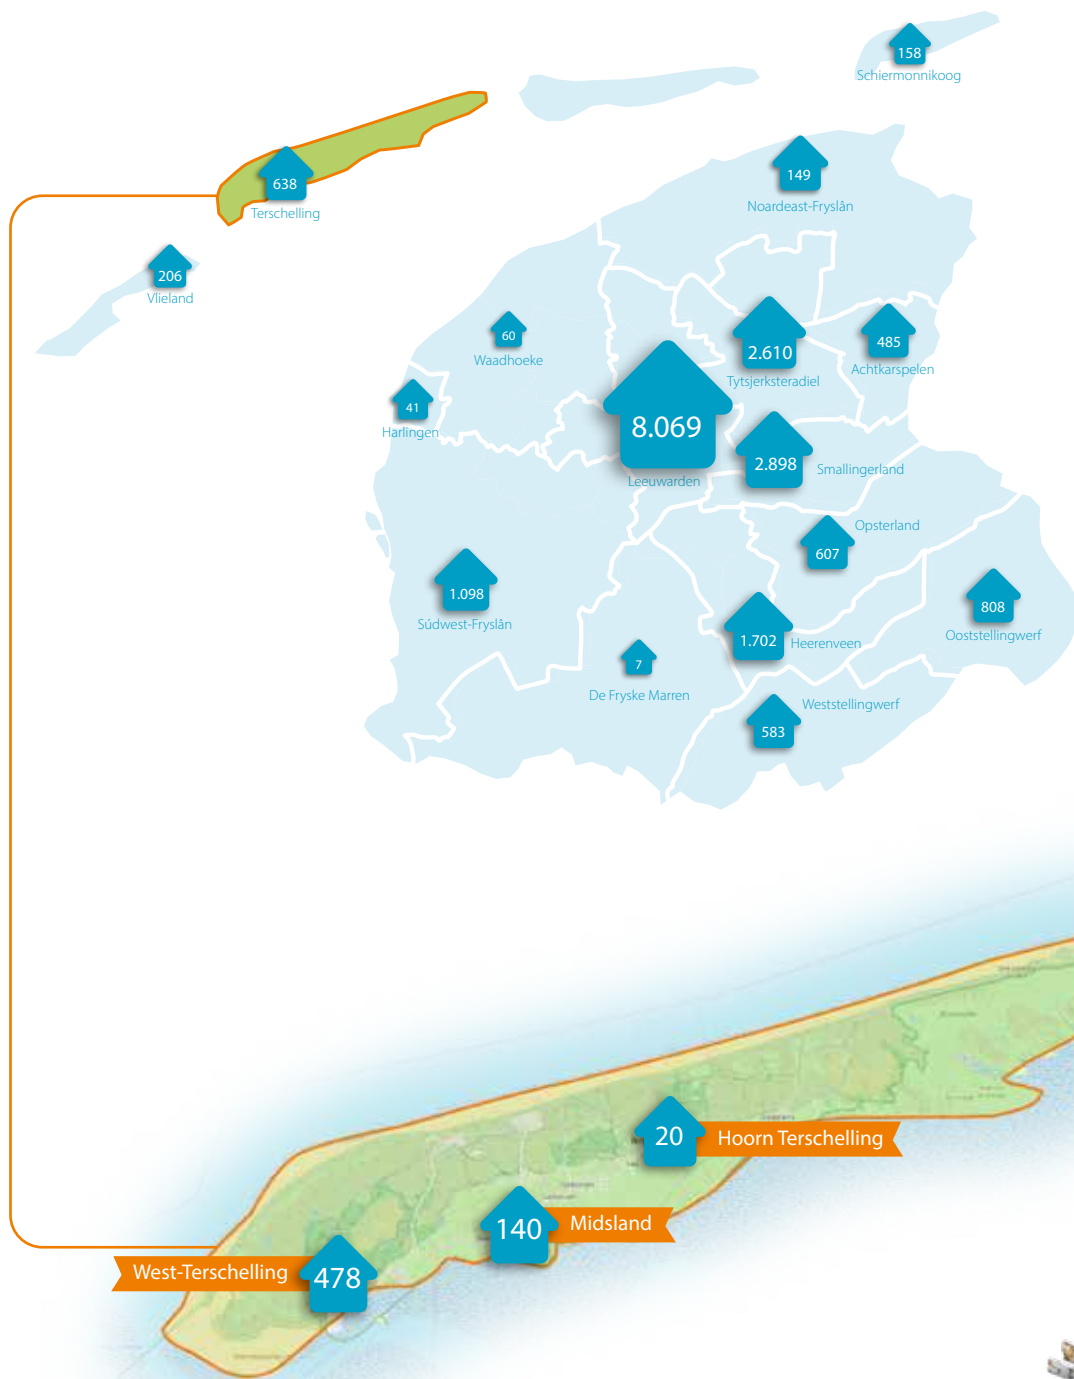 158
Schiermonnikoog
149
Noardeast-Fryslân
638
Terschelling
206
Vlieland
60
Waadhoeke
2.610
Tytsjerksteradiel
485
Achtkarspelen
41
Harlingen
8.069
Leeuwarden
2.898
Smallingerland
Opsterland
607
1.098
Súdwest-Fryslân
808
Ooststellingwerf
1.702
Heerenveen
7
De Fryske Marren
Weststellingwerf
583
20
Hoorn Terschelling
140
Midsland
West-Terschelling
478